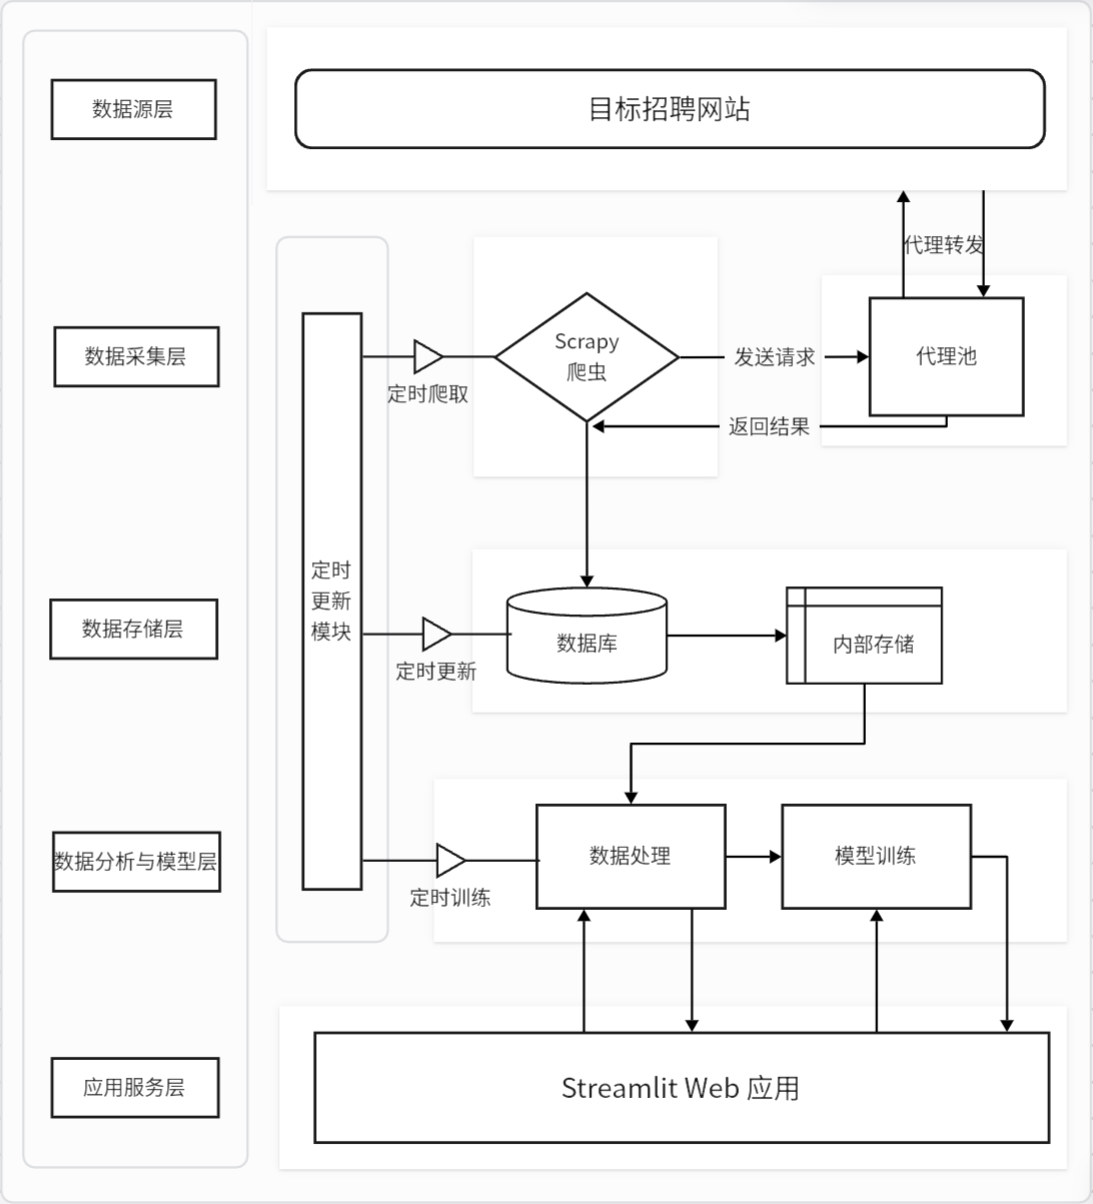 数据源层
目标招聘网站
代理转发
数据采集层
Scrapy
爬虫
发送请求
代理池
定时爬取
返回结果
定时
更新
模块
数据存储层
数据库
内部存储
定时更新
数据分析与模型层
数据处理
模型训练
定时训练
应用服务层
Streamlit Web 应用